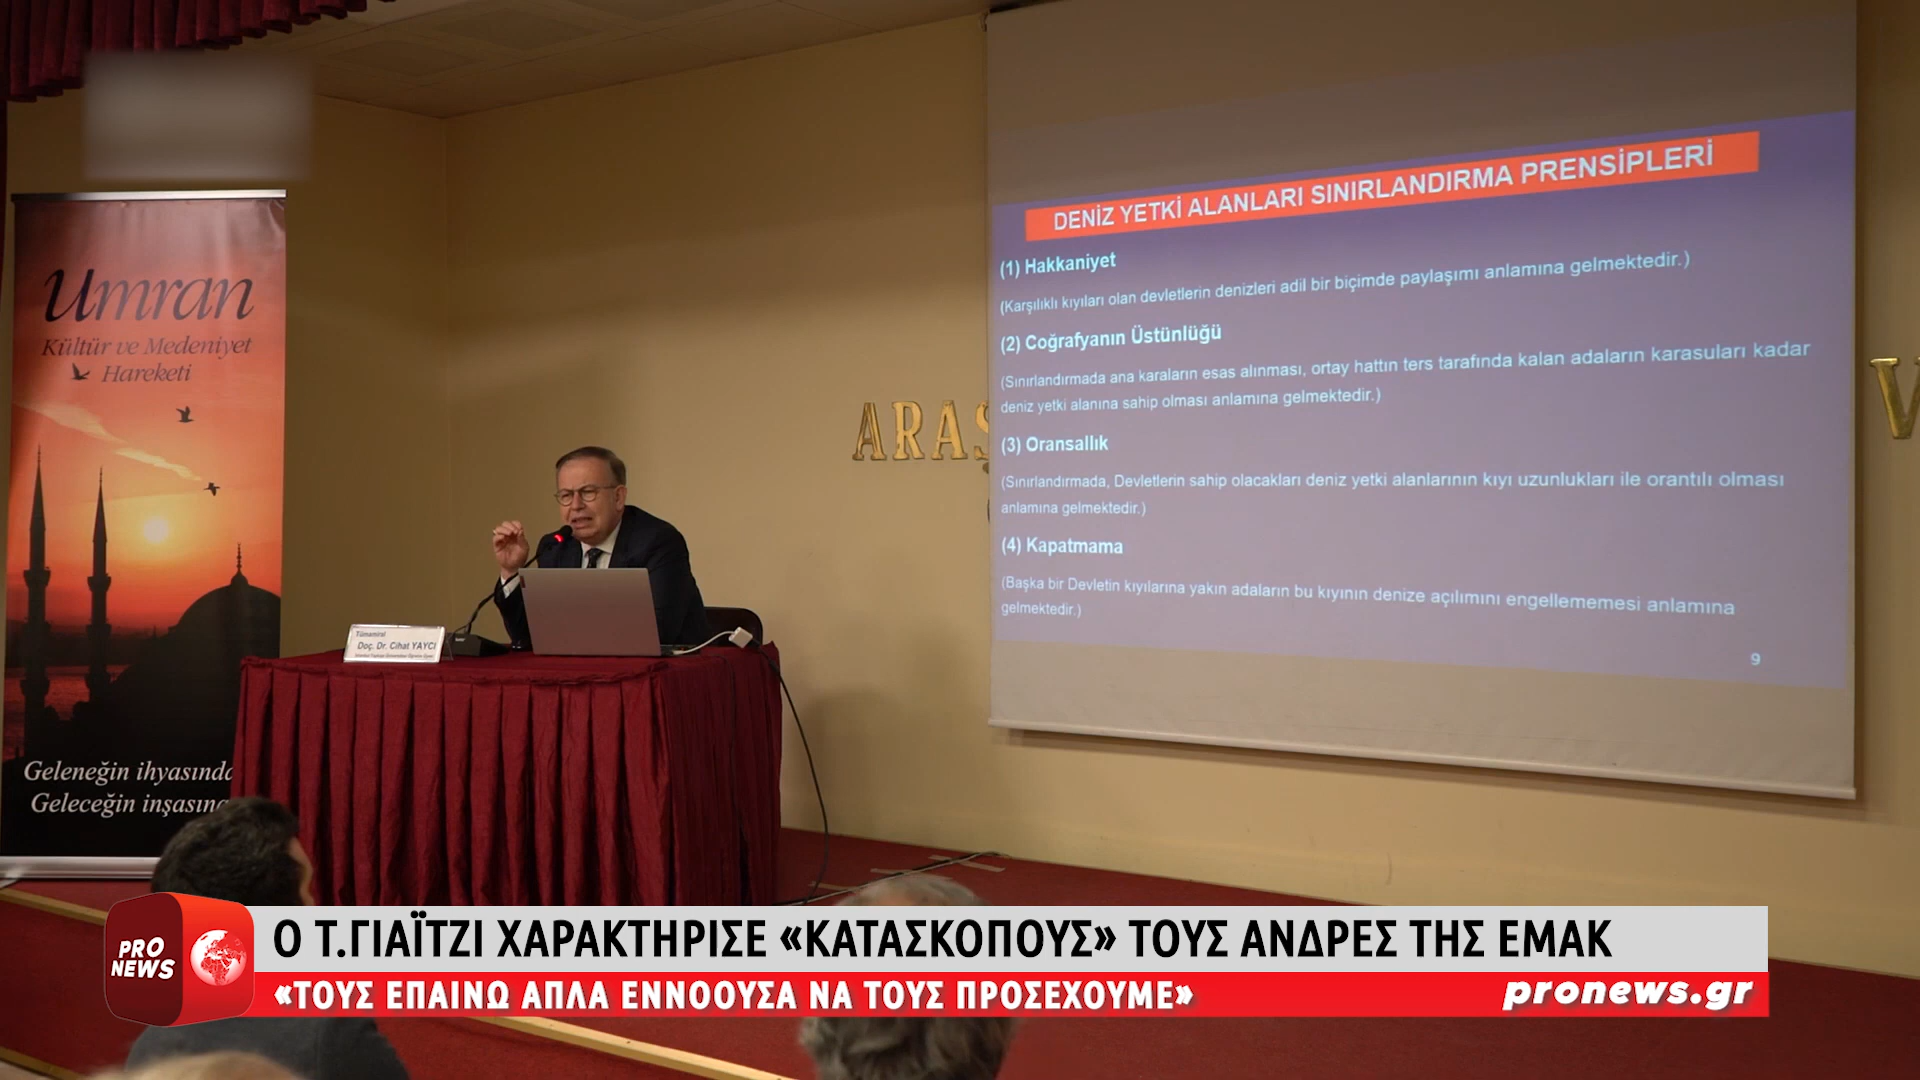 Umran
Kültür ve Medeniyet
Hareketi
Geleneğin ihyasında
Geleceğin inşasına
Tümamiral
Doç. Dr. Cihat YAYCI
ARAŞ
V
DENİZ YETKİ ALANLARI SINIRLANDIRMA PRENSİPLERİ
(1) Hakkaniyet
(Karşılıklı kıyıları olan devletlerin denizleri adil bir biçimde paylaşımı anlamına gelmektedir.)
(2) Coğrafyanın Üstünlüğü
(Sınırlandırmada ana karaların esas alınması, ortay hattın ters tarafında kalan adaların karasuları kadar
deniz yetki alanına sahip olması anlamına gelmektedir.)
(3) Oransallık
(Sınırlandırmada, Devletlerin sahip olacakları deniz yetki alanlarının kıyı uzunlukları ile orantılı olması
anlamına gelmektedir.)
(4) Kapatmama
(Başka bir Devletin kıyılarına yakın adaların bu kıyının denize açılımını engellememesi anlamına
gelmektedir.)
9
PRO
NEWS
Ο Τ.ΓΙΑΪΤΖΙ ΧΑΡΑΚΤΗΡΙΣΕ «ΚΑΤΑΣΚΟΠΟΥΣ» ΤΟΥΣ ΑΝΔΡΕΣ ΤΗΣ ΕΜΑΚ
«ΤΟΥΣ ΕΠΑΙΝΩ ΑΠΛΑ ΕΝΝΟΟΥΣΑ ΝΑ ΤΟΥΣ ΠΡΟΣΕΧΟΥΜΕ»
pronews.gr